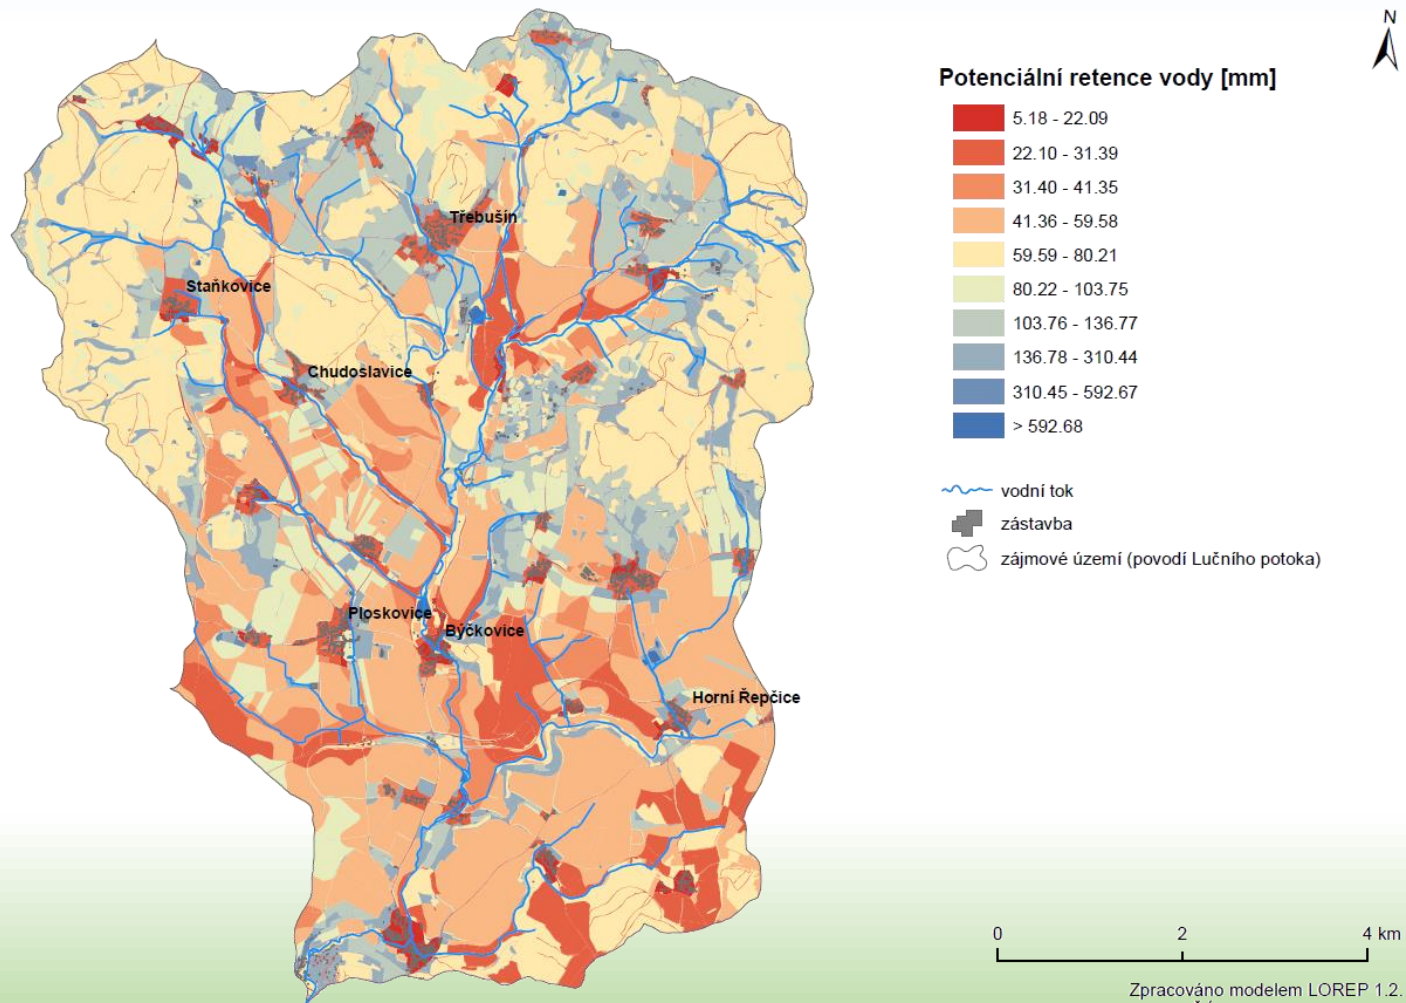 N
Potenciální retence vody [mm]
5.18 - 22.09
22.10 - 31.39
31.40 - 41.35
41.36 - 59.58
59.59 - 80.21
80.22 - 103.75
103.76 - 136.77
136.78 - 310.44
310.45 - 592.67
> 592.68
vodní tok
zástavba
zájmové území (povodí Lučního potoka)
Třebušín
Staňkovice
Chudoslavice
Ploskovice
Býčkovice
Horní Řepčice
0 2 4 km
Zpracováno modelem LOREP 1.2.